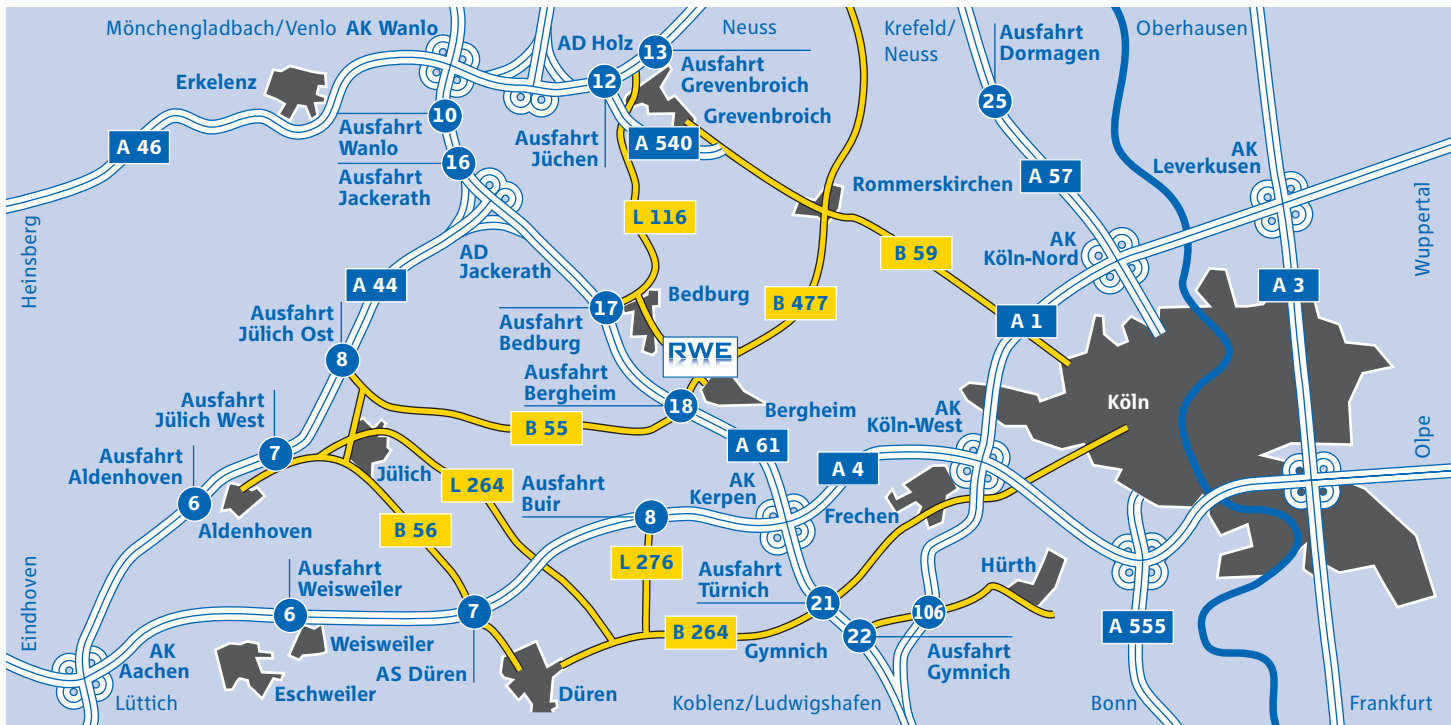 Mönchengladbach/Venlo
AK Wanlo
AD Holz
13
Neuss
Krefeld/
Neuss
Ausfahrt
Dormagen
Oberhausen
Erkelenz
12
Ausfahrt
Grevenbroich
25
10
Grevenbroich
A 46
Ausfahrt
Wanlo
16
Ausfahrt
Jüchen
A 540
AK
Leverkusen
Ausfahrt
Jackerath
Rommerskirchen
A 57
Heinsberg
L 116
Wuppertal
AD
Jackerath
B 59
AK
Köln-Nord
A 44
Bedburg
B 477
A 3
17
A 1
Ausfahrt
Jülich Ost
Ausfahrt
Bedburg
RWE
8
Ausfahrt
Bergheim
18
Bergheim
Köln
Ausfahrt
Jülich West
B 55
AK
Köln-West
A 61
Olpe
7
Ausfahrt
Aldenhoven
Jülich
L 264
Ausfahrt
Buir
AK
Kerpen
A 4
6
Aldenhoven
8
Frechen
B 56
L 276
Eindhoven
Ausfahrt
Weisweiler
Ausfahrt
Türnich
Hürth
6
7
21
106
Weisweiler
B 264
22
A 555
AK
Aachen
Gymnich
Ausfahrt
Gymnich
Eschweiler
AS Düren
Düren
Lüttich
Koblenz/Ludwigshafen
Bonn
Frankfurt